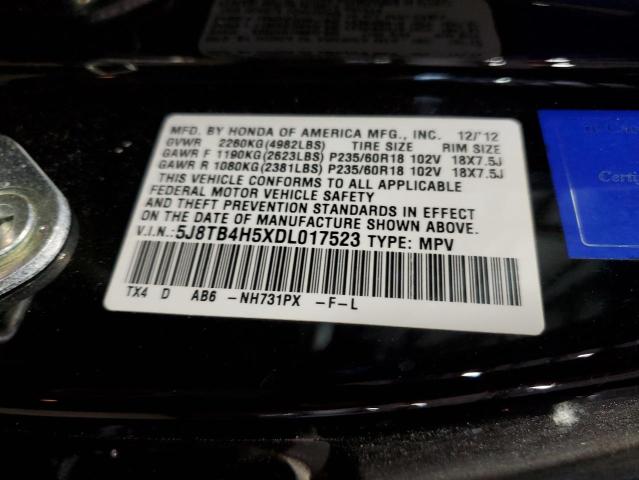 MFD. BY HONDA OF AMERICA MFG., INC. 12/'12
GVWR 2260KG(4982LBS) TIRE SIZE RIM SIZE
GAWR F 1190KG(2623LBS) P235/60R18 102V 18X7.5J
GAWR R 1080KG(2381LBS) P235/60R18 102V 18X7.5J
THIS VEHICLE CONFORMS TO ALL APPLICABLE
FEDERAL MOTOR VEHICLE SAFETY
AND THEFT PREVENTION STANDARDS IN EFFECT
ON THE DATE OF MANUFACTURE SHOWN ABOVE.
V.I.N.: 5J8TB4H5XDL017523 TYPE: MPV
TX4 D AB6 -NH731PX -F-L
Certi